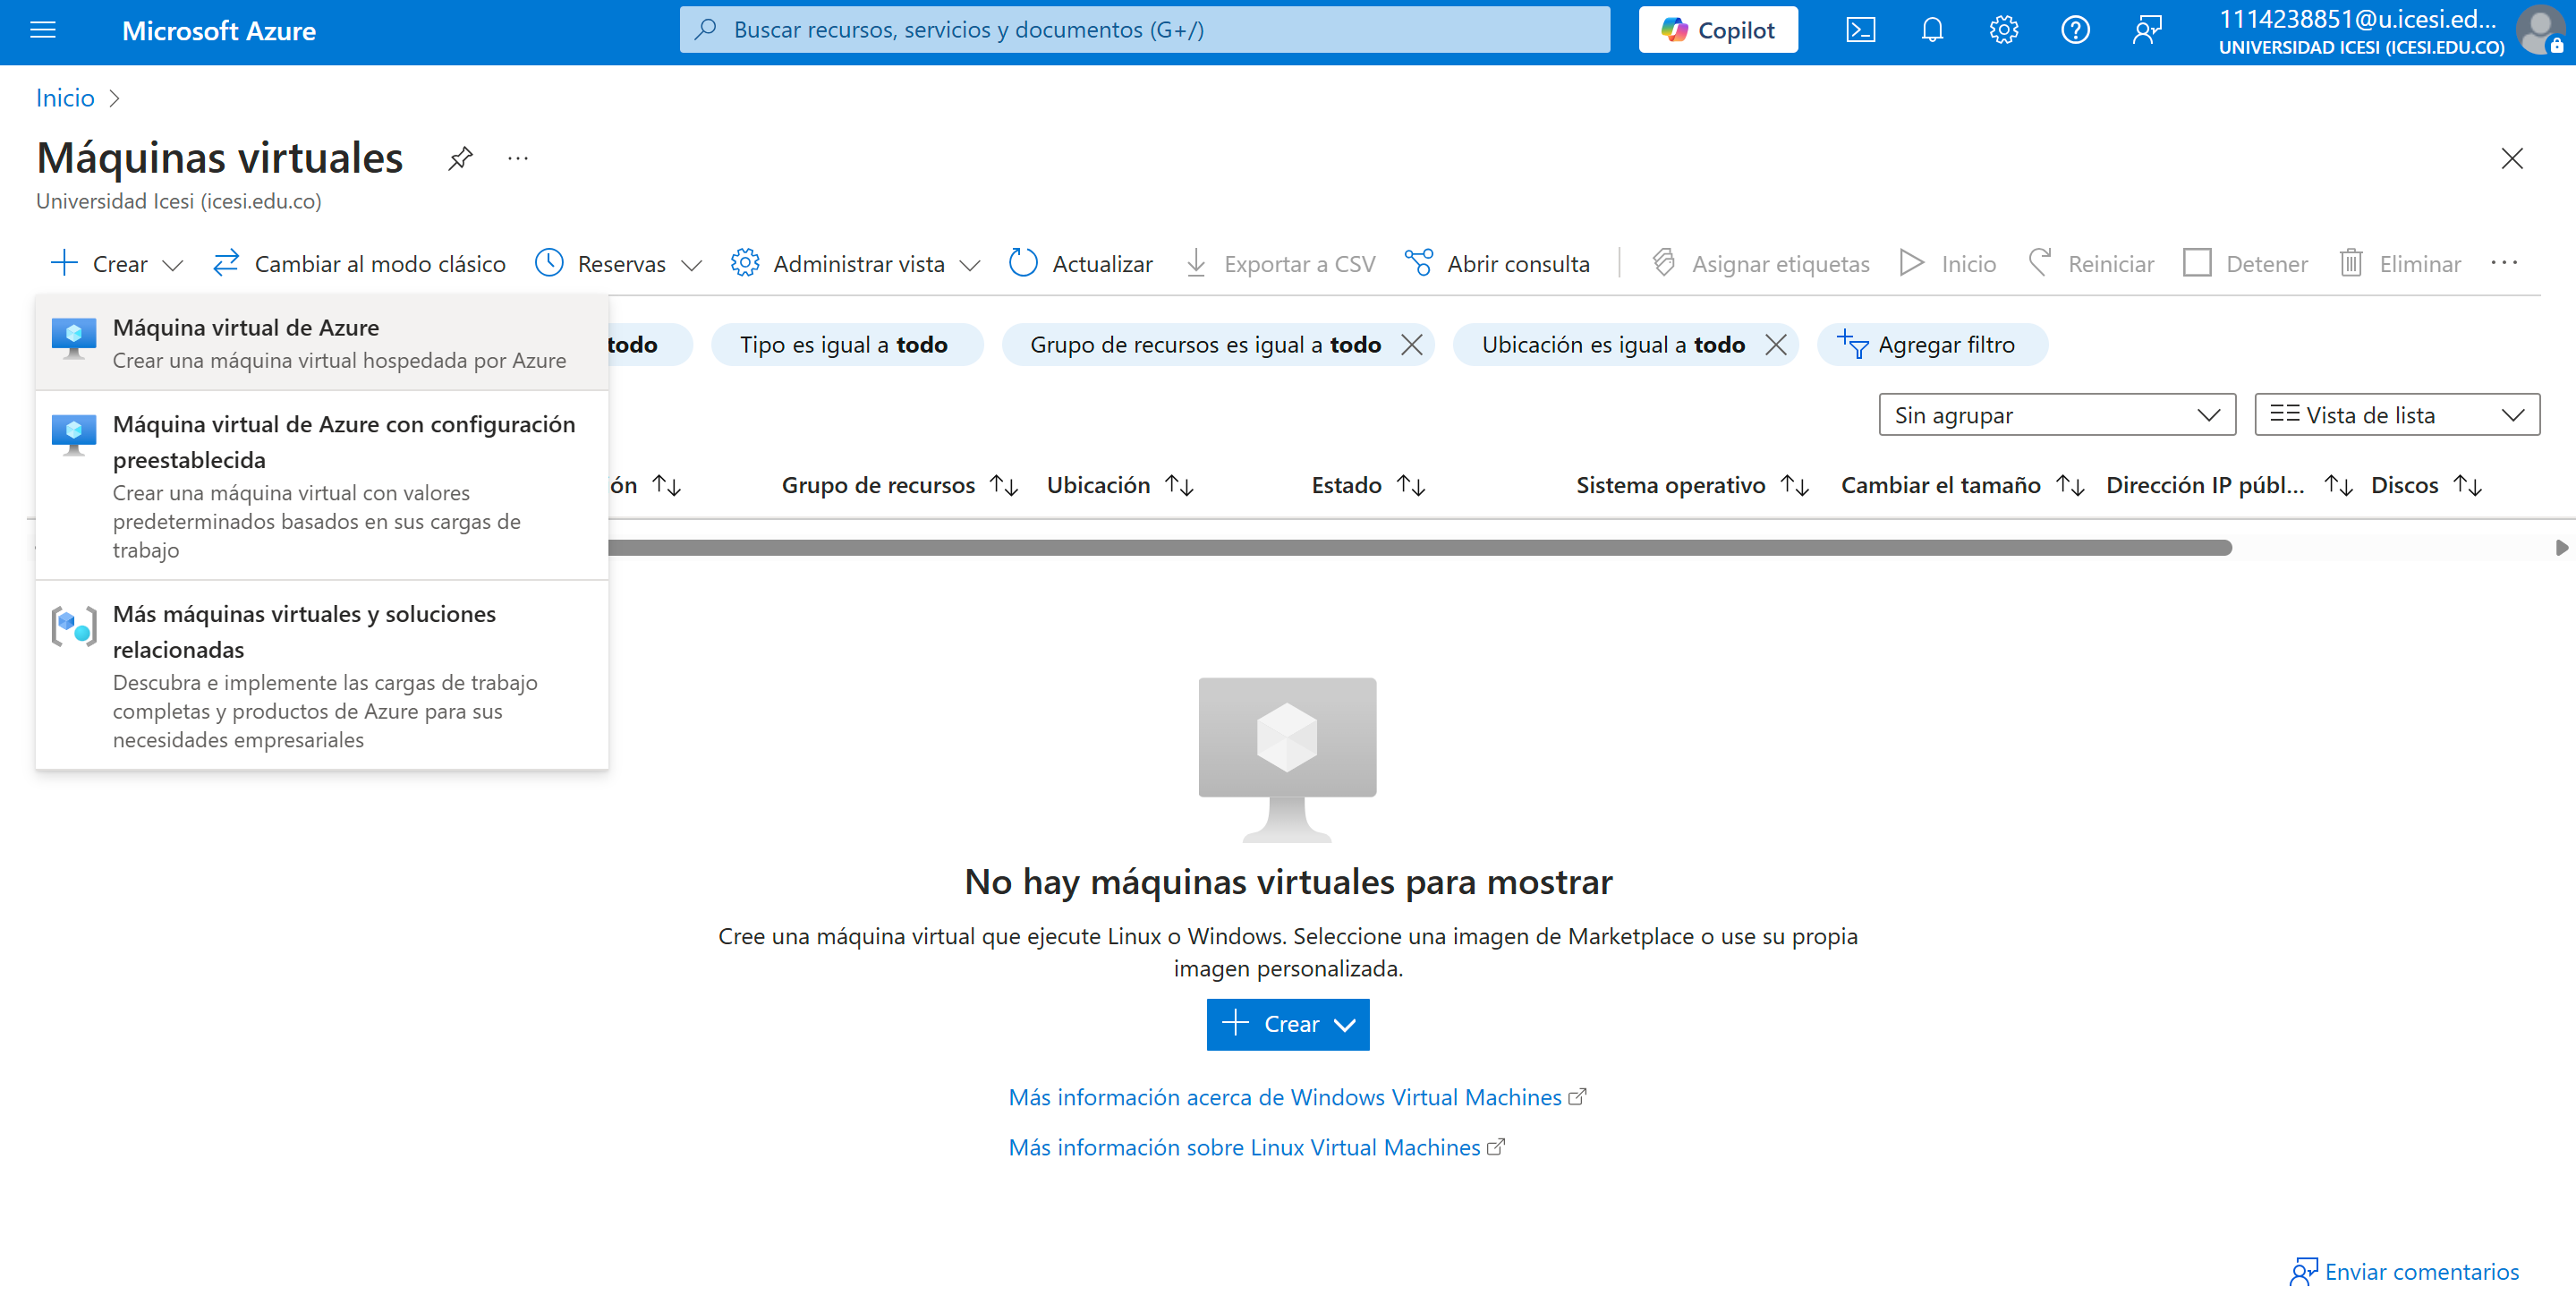 Microsoft Azure
Buscar recursos, servicios y documentos (G+/)
Copilot
1114238851@u.icesi.ed...
UNIVERSIDAD ICESI (ICESI.EDU.CO)
Inicio
Máquinas virtuales
Universidad Icesi (icesi.edu.co)
Crear
Cambiar al modo clásico
Reservas
Administrar vista
Actualizar
Exportar a CSV
Abrir consulta
Asignar etiquetas
Inicio
Reiniciar
Detener
Eliminar
Máquina virtual de Azure
Crear una máquina virtual hospedada por Azure
Máquina virtual de Azure con configuración
preestablecida
Crear una máquina virtual con valores
predeterminados basados en sus cargas de
trabajo
Más máquinas virtuales y soluciones
relacionadas
Descubra e implemente las cargas de trabajo
completas y productos de Azure para sus
necesidades empresariales
todo
Tipo es igual a todo
Grupo de recursos es igual a todo
Ubicación es igual a todo
Agregar filtro
Sin agrupar
Vista de lista
ón
Grupo de recursos
Ubicación
Estado
Sistema operativo
Cambiar el tamaño
Dirección IP públ...
Discos
No hay máquinas virtuales para mostrar
Cree una máquina virtual que ejecute Linux o Windows. Seleccione una imagen de Marketplace o use su propia
imagen personalizada.
Crear
Más información acerca de Windows Virtual Machines
Más información sobre Linux Virtual Machines
Enviar comentarios